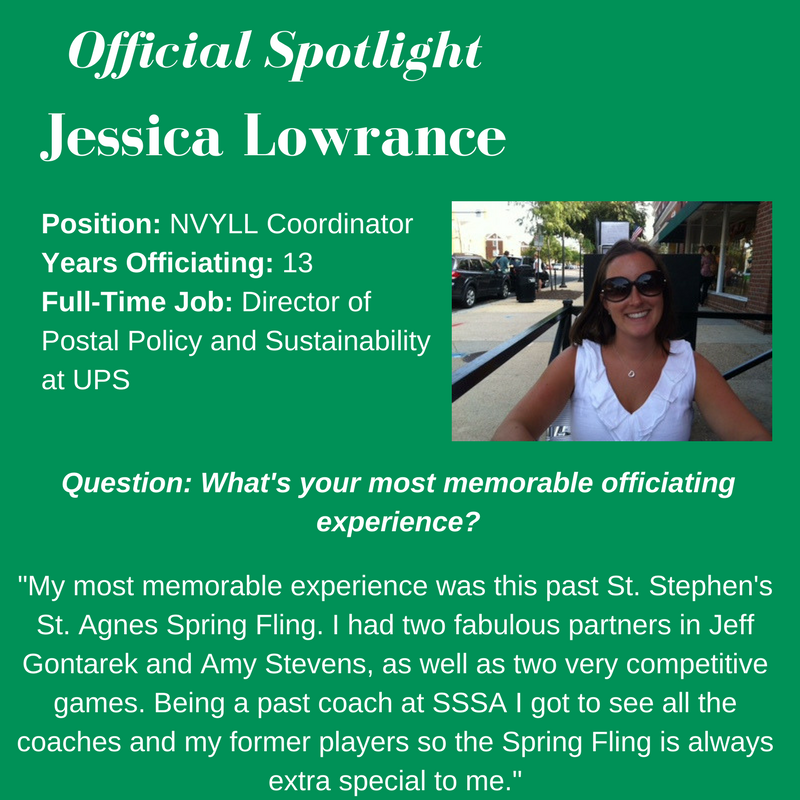 Official Spotlight
Jessica Lowrance
Position: NVYLL Coordinator
Years Officiating: 13
Full-Time Job: Director of
Postal Policy and Sustainability
at UPS
Question: What's your most memorable officiating
experience?
"My most memorable experience was this past St. Stephen's
St. Agnes Spring Fling. I had two fabulous partners in Jeff
Gontarek and Amy Stevens, as well as two very competitive
games. Being a past coach at SSSA I got to see all the
coaches and my former players so the Spring Fling is always
extra special to me."